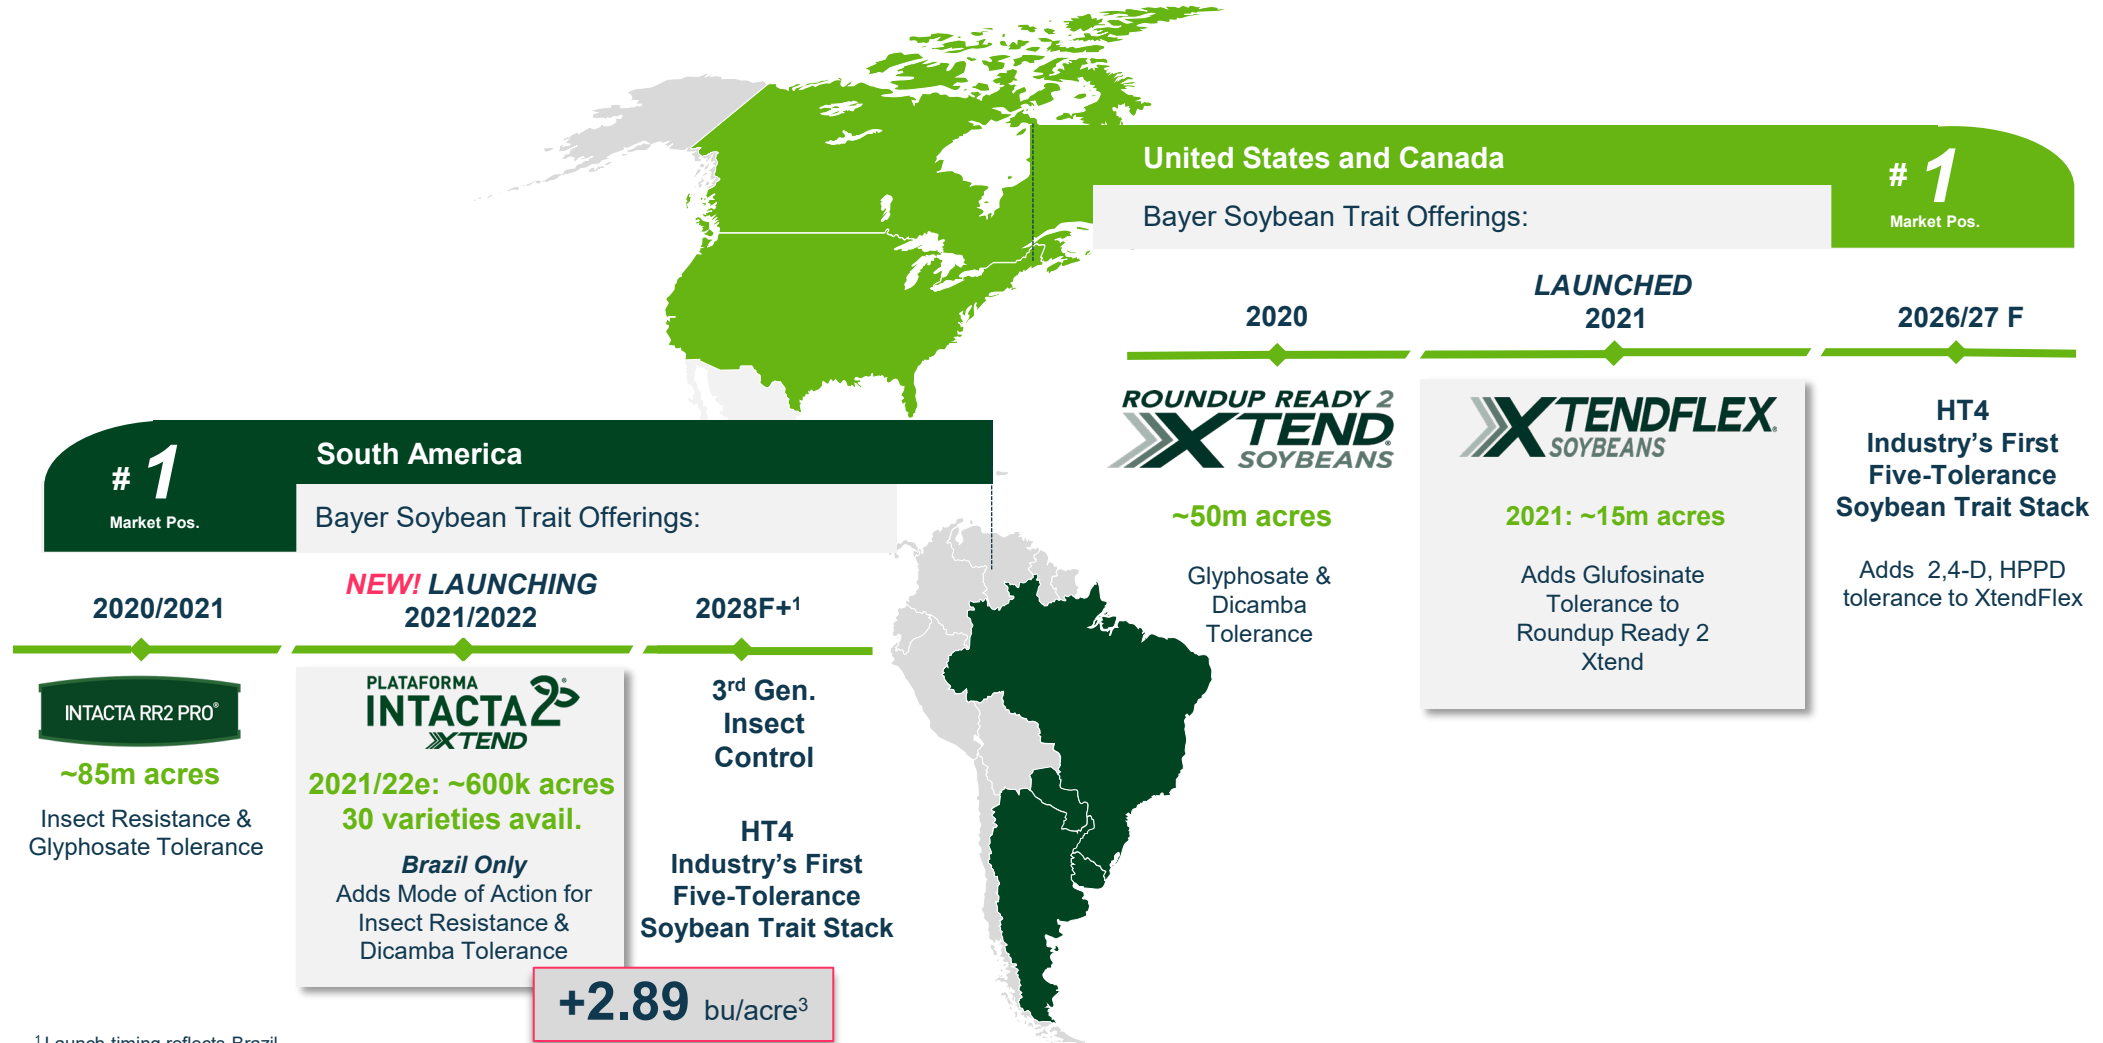 United States and Canada
# 1
Market Pos.
Bayer Soybean Trait Offerings:
2020
ROUNDUP READY 2
XTEND®
SOYBEANS
~50m acres
Glyphosate &
Dicamba
Tolerance
LAUNCHED
2021
XTENDFLEX®
SOYBEANS
2021: ~15m acres
Adds Glufosinate
Tolerance to
Roundup Ready 2
Xtend
2026/27 F
HT4
Industry’s First
Five-Tolerance
Soybean Trait Stack
Adds 2,4-D, HPPD
tolerance to XtendFlex
# 1
Market Pos.
South America
Bayer Soybean Trait Offerings:
2020/2021
INTACTA RR2 PRO®
~85m acres
Insect Resistance &
Glyphosate Tolerance
NEW! LAUNCHING
2021/2022
PLATAFORMA
INTACTA 2
XTEND
2021/22e: ~600k acres
30 varieties avail.
Brazil Only
Adds Mode of Action for
Insect Resistance &
Dicamba Tolerance
+2.89 bu/acre³
2028F+¹
3rd Gen.
Insect
Control
HT4
Industry’s First
Five-Tolerance
Soybean Trait Stack
¹ Launch timing reflects Brazil